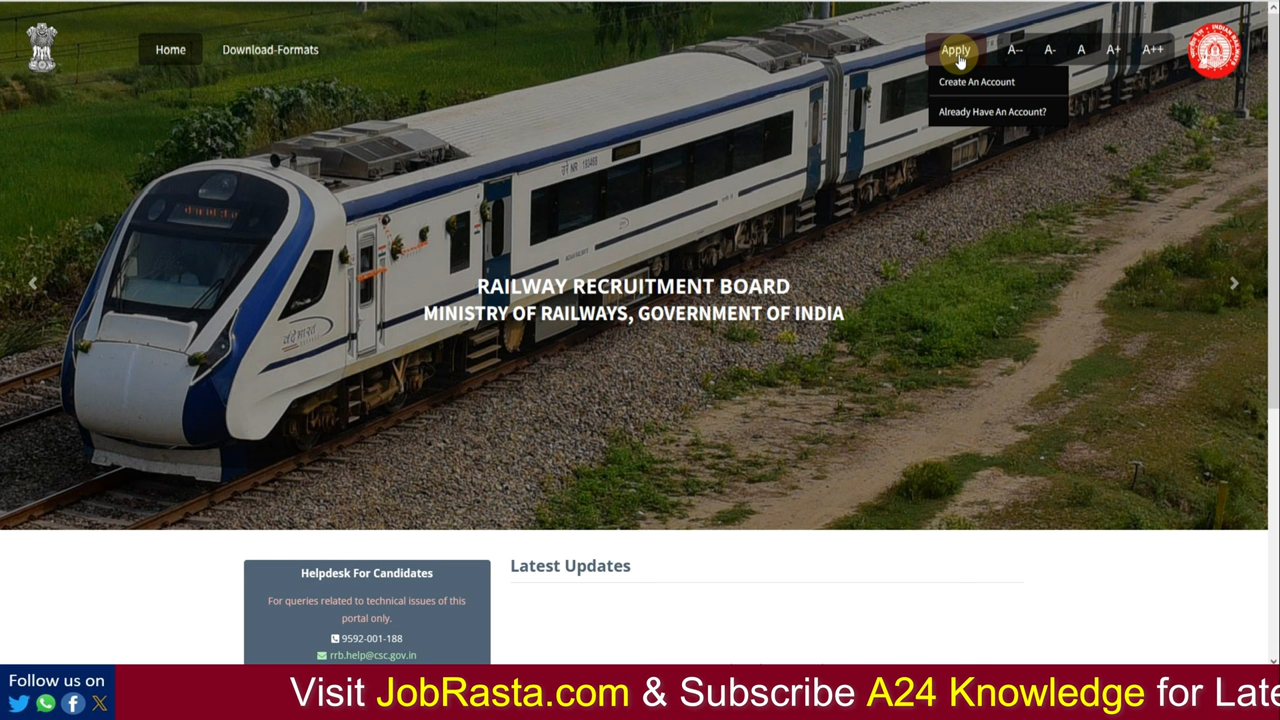 Home
Download-Formats
Apply
A--
A-
A
A+
A++
Create An Account
Already Have An Account?
RAILWAY RECRUITMENT BOARD
MINISTRY OF RAILWAYS, GOVERNMENT OF INDIA
Helpdesk For Candidates
For queries related to technical issues of this
portal only.
9592-001-188
rrb.help@csc.gov.in
Latest Updates
Follow us on
Visit JobRasta.com & Subscribe A24 Knowledge for Late